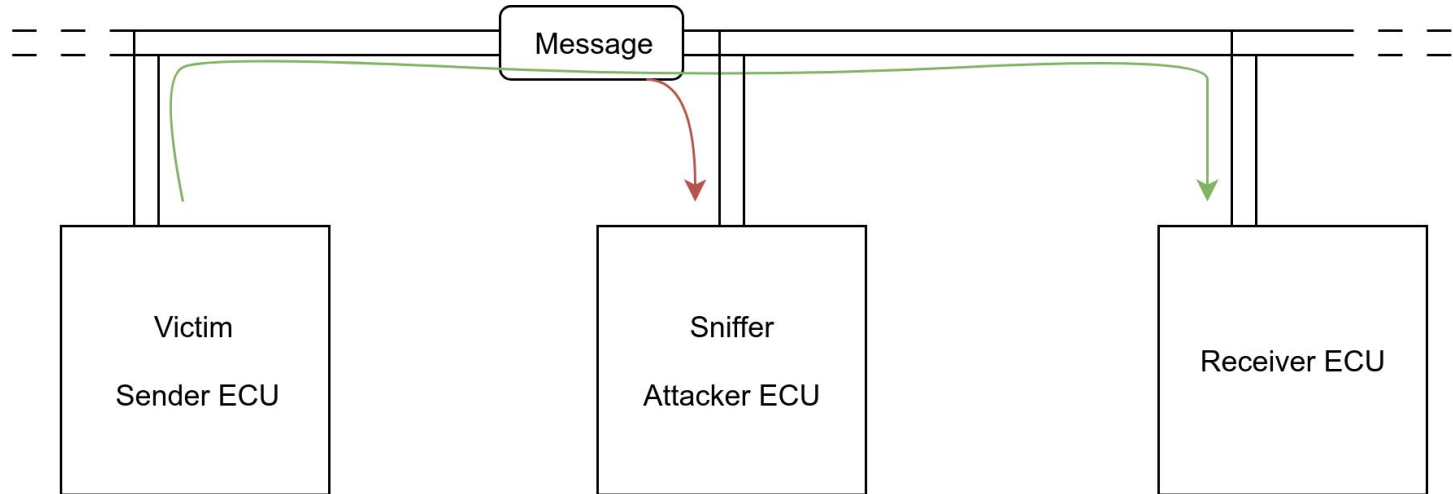 Message
Victim
Sender ECU
Sniffer
Attacker ECU
Receiver ECU